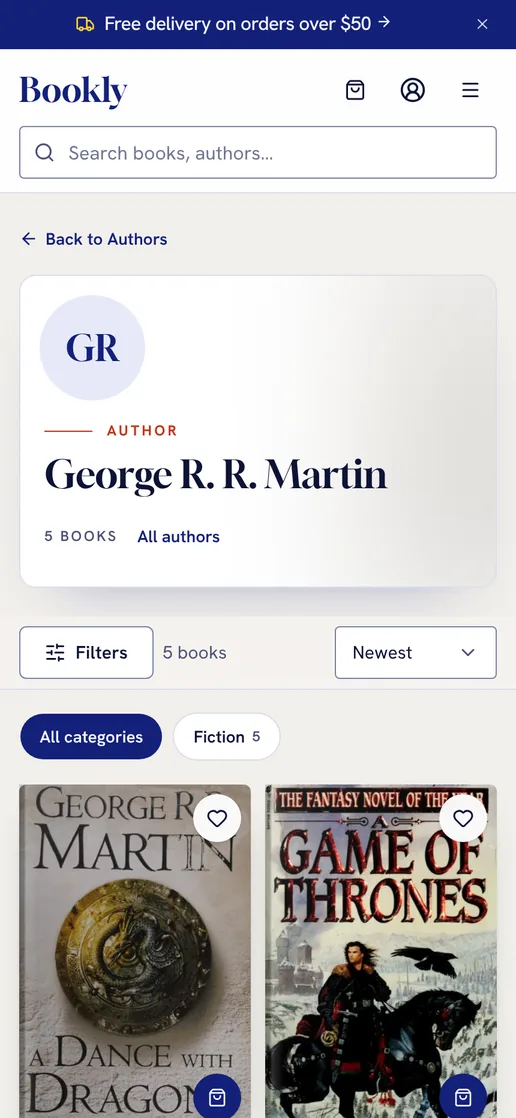 Free delivery on orders over $50 →
Bookly
Search books, authors...
← Back to Authors
GR
AUTHOR
George R. R. Martin
5 BOOKS All authors
Filters
5 books
Newest
All categories
Fiction 5
GEORGE R.R.
MARTIN
A DANCE WITH
DRAGON
THE FANTASY NOVEL OF THE YEAR
A
GAME OF
THRONES